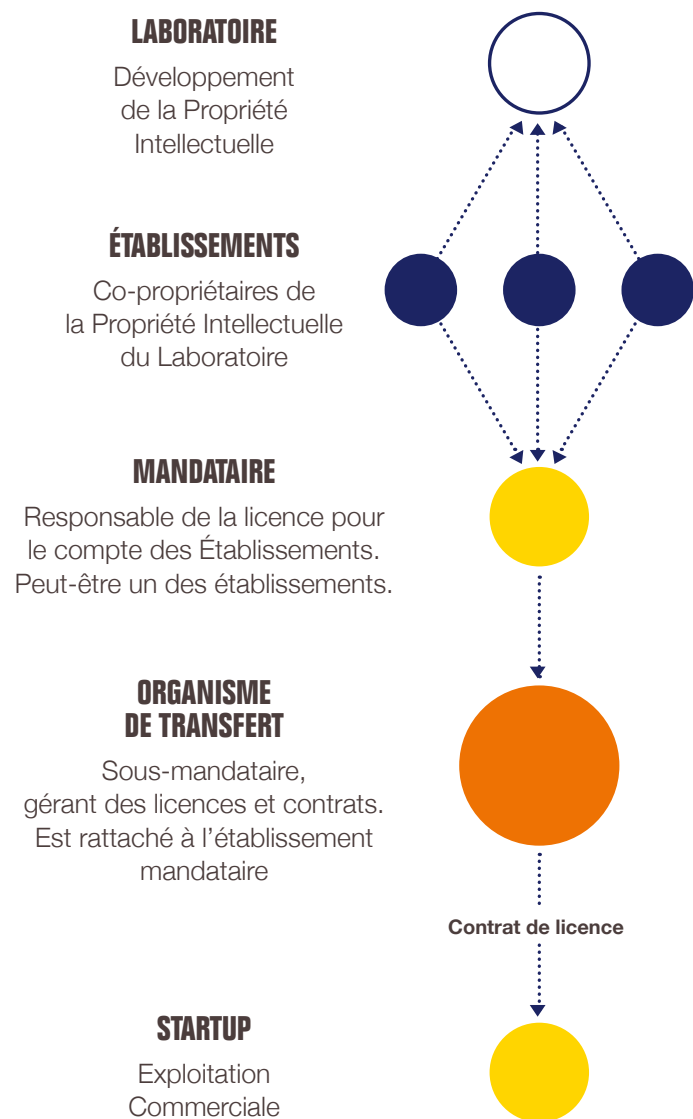 LABORATOIRE
Développement
de la Propriété
Intellectuelle
ÉTABLISSEMENTS
Co-propriétaires de
la Propriété Intellectuelle
du Laboratoire
MANDATAIRE
Responsable de la licence pour
le compte des Établissements.
Peut-être un des établissements.
ORGANISME
DE TRANSFERT
Sous-mandataire,
gérant des licences et contrats.
Est rattaché à l’établissement
mandataire
Contrat de licence
STARTUP
Exploitation
Commerciale